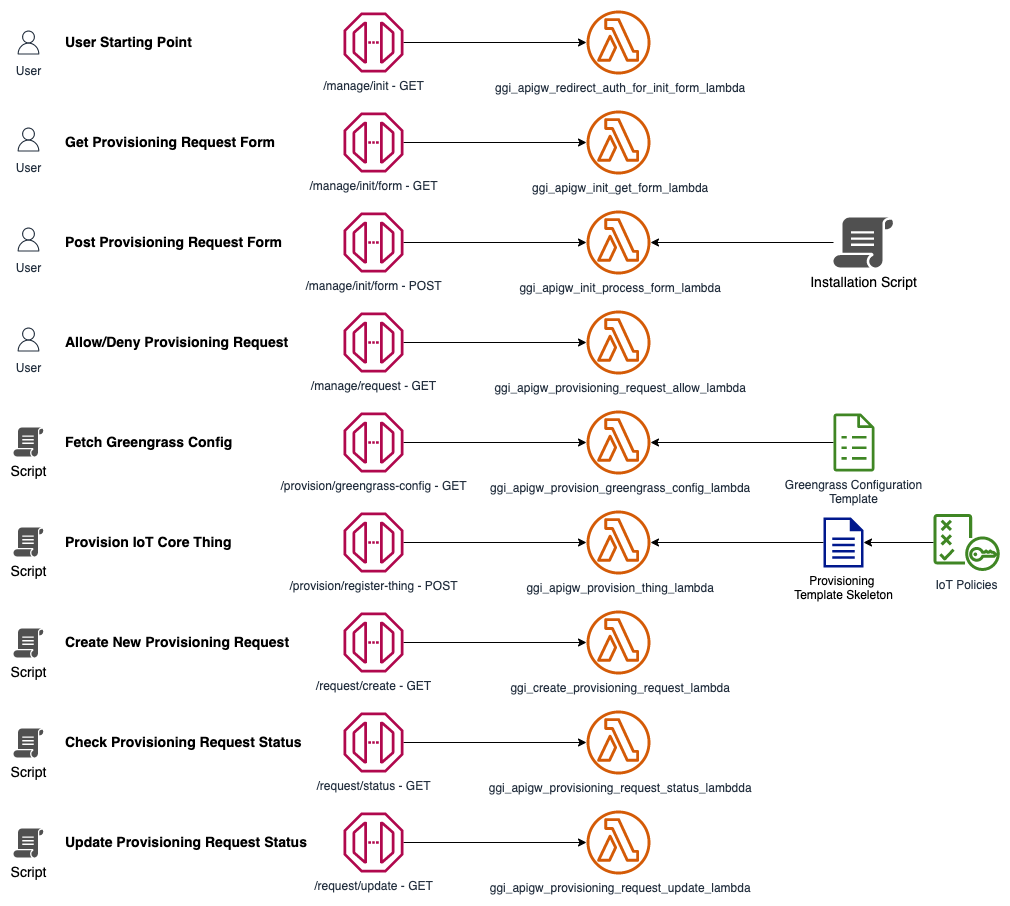 User Starting Point
User
/manage/init - GET
ggi_apigw_redirect_auth_for_init_form_lambda
Get Provisioning Request Form
User
/manage/init/form - GET
ggi_apigw_init_get_form_lambda
Post Provisioning Request Form
User
/manage/init/form - POST
ggi_apigw_init_process_form_lambda
Installation Script
Allow/Deny Provisioning Request
User
/manage/request - GET
ggi_apigw_provisioning_request_allow_lambda
Fetch Greengrass Config
Script
/provision/greengrass-config - GET
ggi_apigw_provision_greengrass_config_lambda
Greengrass Configuration
Template
Provision IoT Core Thing
Script
/provision/register-thing - POST
ggi_apigw_provision_thing_lambda
Provisioning
Template Skeleton
IoT Policies
Create New Provisioning Request
Script
/request/create - GET
ggi_create_provisioning_request_lambda
Check Provisioning Request Status
Script
/request/status - GET
ggi_apigw_provisioning_request_status_lambdda
Update Provisioning Request Status
Script
/request/update - GET
ggi_apigw_provisioning_request_update_lambda